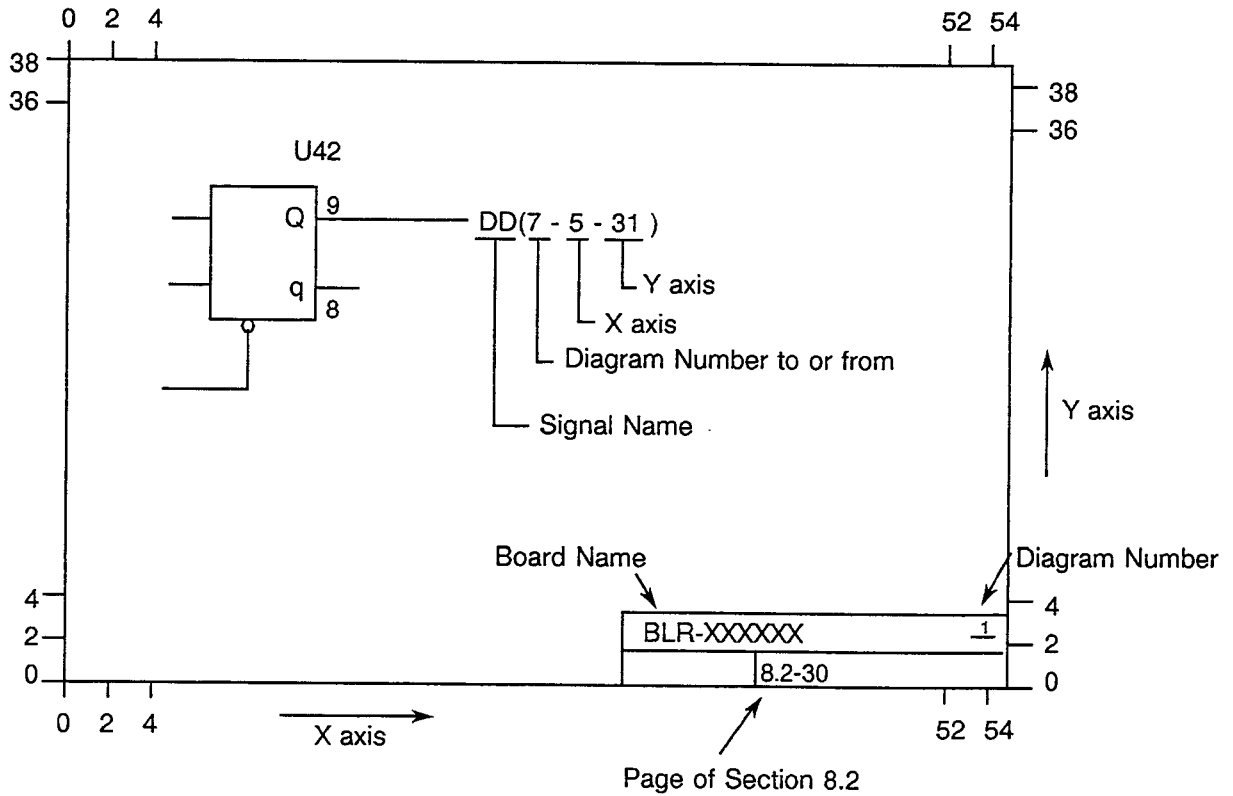 0 2 4 52 54
38
36
38
36
U42
Q 9
DD(7 - 5 - 31 )
q
8
Y axis
X axis
Diagram Number to or from
Signal Name
Y axis
Board Name
Diagram Number
4
2
0
BLR-XXXXXX 1
8.2-30
4
2
0
0 2 4
X axis
52 54
Page of Section 8.2